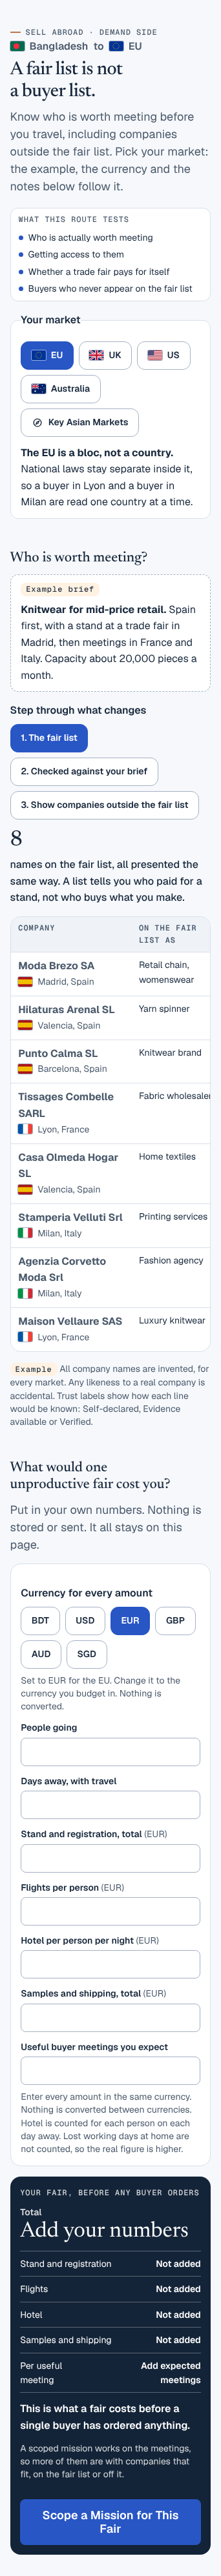 SELL ABROAD · DEMAND SIDE
Bangladesh to EU
A fair list is not
a buyer list.
Know who is worth meeting before
you travel, including companies
outside the fair list. Pick your market:
the example, the currency and the
notes below follow it.
WHAT THIS ROUTE TESTS
Who is actually worth meeting
Getting access to them
Whether a trade fair pays for itself
Buyers who never appear on the fair list
Your market
EU
UK
US
Australia
Key Asian Markets
The EU is a bloc, not a country.
National laws stay separate inside it,
so a buyer in Lyon and a buyer in
Milan are read one country at a time.
Who is worth meeting?
Example brief
Knitwear for mid-price retail. Spain
first, with a stand at a trade fair in
Madrid, then meetings in France and
Italy. Capacity about 20,000 pieces a
month.
Step through what changes
1. The fair list
2. Checked against your brief
3. Show companies outside the fair list
8
names on the fair list, all presented the
same way. A list tells you who paid for a
stand, not who buys what you make.
COMPANY
ON THE FAIR
LIST AS
Moda Brezo SA
Madrid, Spain
Retail chain,
womenswear
Hilaturas Arenal SL
Valencia, Spain
Yarn spinner
Punto Calma SL
Barcelona, Spain
Knitwear brand
Tissages Combelle
SARL
Lyon, France
Fabric wholesaler
Casa Olmeda Hogar
SL
Valencia, Spain
Home textiles
Stamperia Velluti Srl
Milan, Italy
Printing services
Agenzia Corvetto
Moda Srl
Milan, Italy
Fashion agency
Maison Vellaure SAS
Lyon, France
Luxury knitwear
Example All company names are invented, for
every market. Any likeness to a real company is
accidental. Trust labels show how each line
would be known: Self-declared, Evidence
available or Verified.
What would one
unproductive fair cost you?
Put in your own numbers. Nothing is
stored or sent. It all stays on this
page.
Currency for every amount
BDT
USD
EUR
GBP
AUD
SGD
Set to EUR for the EU. Change it to the
currency you budget in. Nothing is
converted.
People going
Days away, with travel
Stand and registration, total (EUR)
Flights per person (EUR)
Hotel per person per night (EUR)
Samples and shipping, total (EUR)
Useful buyer meetings you expect
Enter every amount in the same currency.
Nothing is converted between currencies.
Hotel is counted for each person on each
day away. Lost working days at home are
not counted, so the real figure is higher.
YOUR FAIR, BEFORE ANY BUYER ORDERS
Total
Add your numbers
Stand and registration Not added
Flights Not added
Hotel Not added
Samples and shipping Not added
Per useful
meeting
Add expected
meetings
This is what a fair costs before a
single buyer has ordered anything.
A scoped mission works on the meetings,
so more of them are with companies that
fit, on the fair list or off it.
Scope a Mission for This
Fair